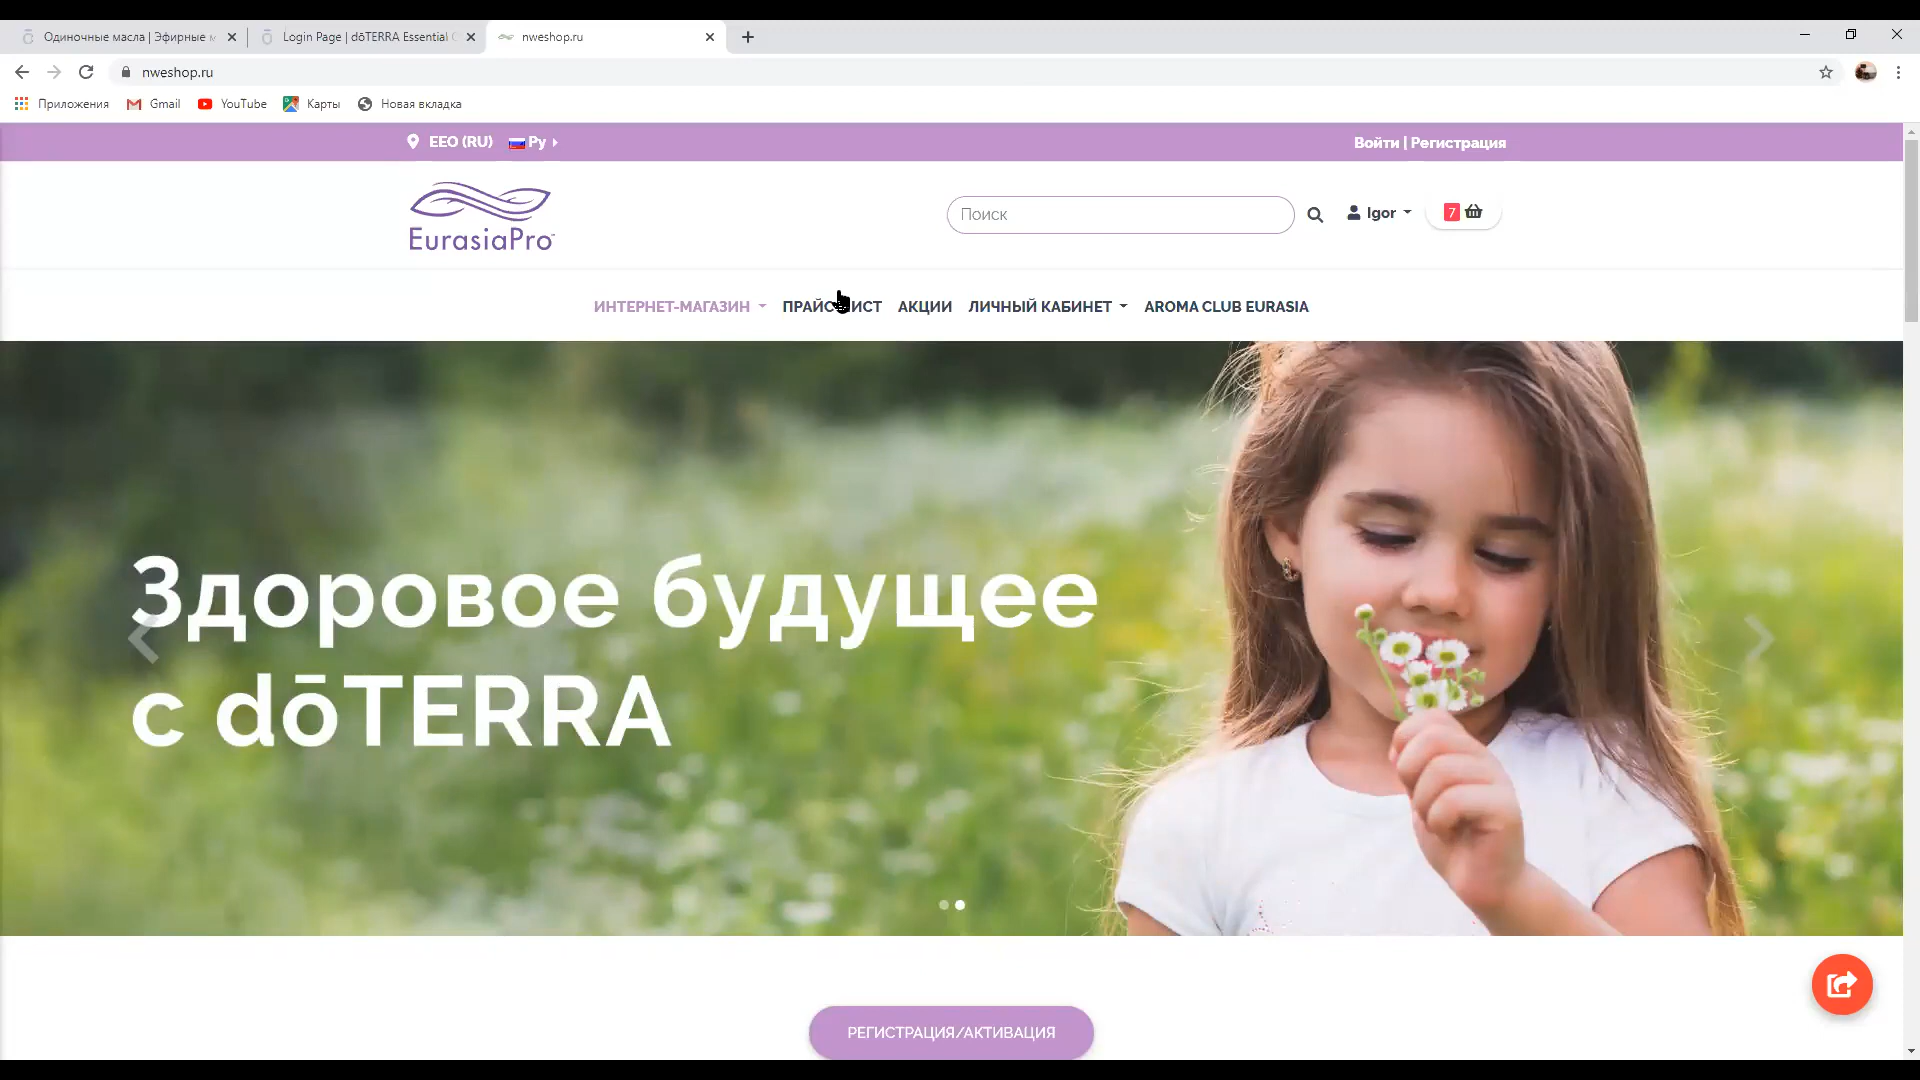 Одиночные масла | Эфирные м
Login Page | dōTERRA Essential
nweshop.ru
nweshop.ru
Приложения
Gmail
YouTube
Карты
Новая вкладка
EEO (RU)
Ру
Войти | Регистрация
EurasiaPro
Поиск
Igor
7
ИНТЕРНЕТ-МАГАЗИН
АКЦИИ
ЛИЧНЫЙ КАБИНЕТ
AROMA CLUB EURASIA
Здоровое будущее
с dōTERRA
РЕГИСТРАЦИЯ/АКТИВАЦИЯ